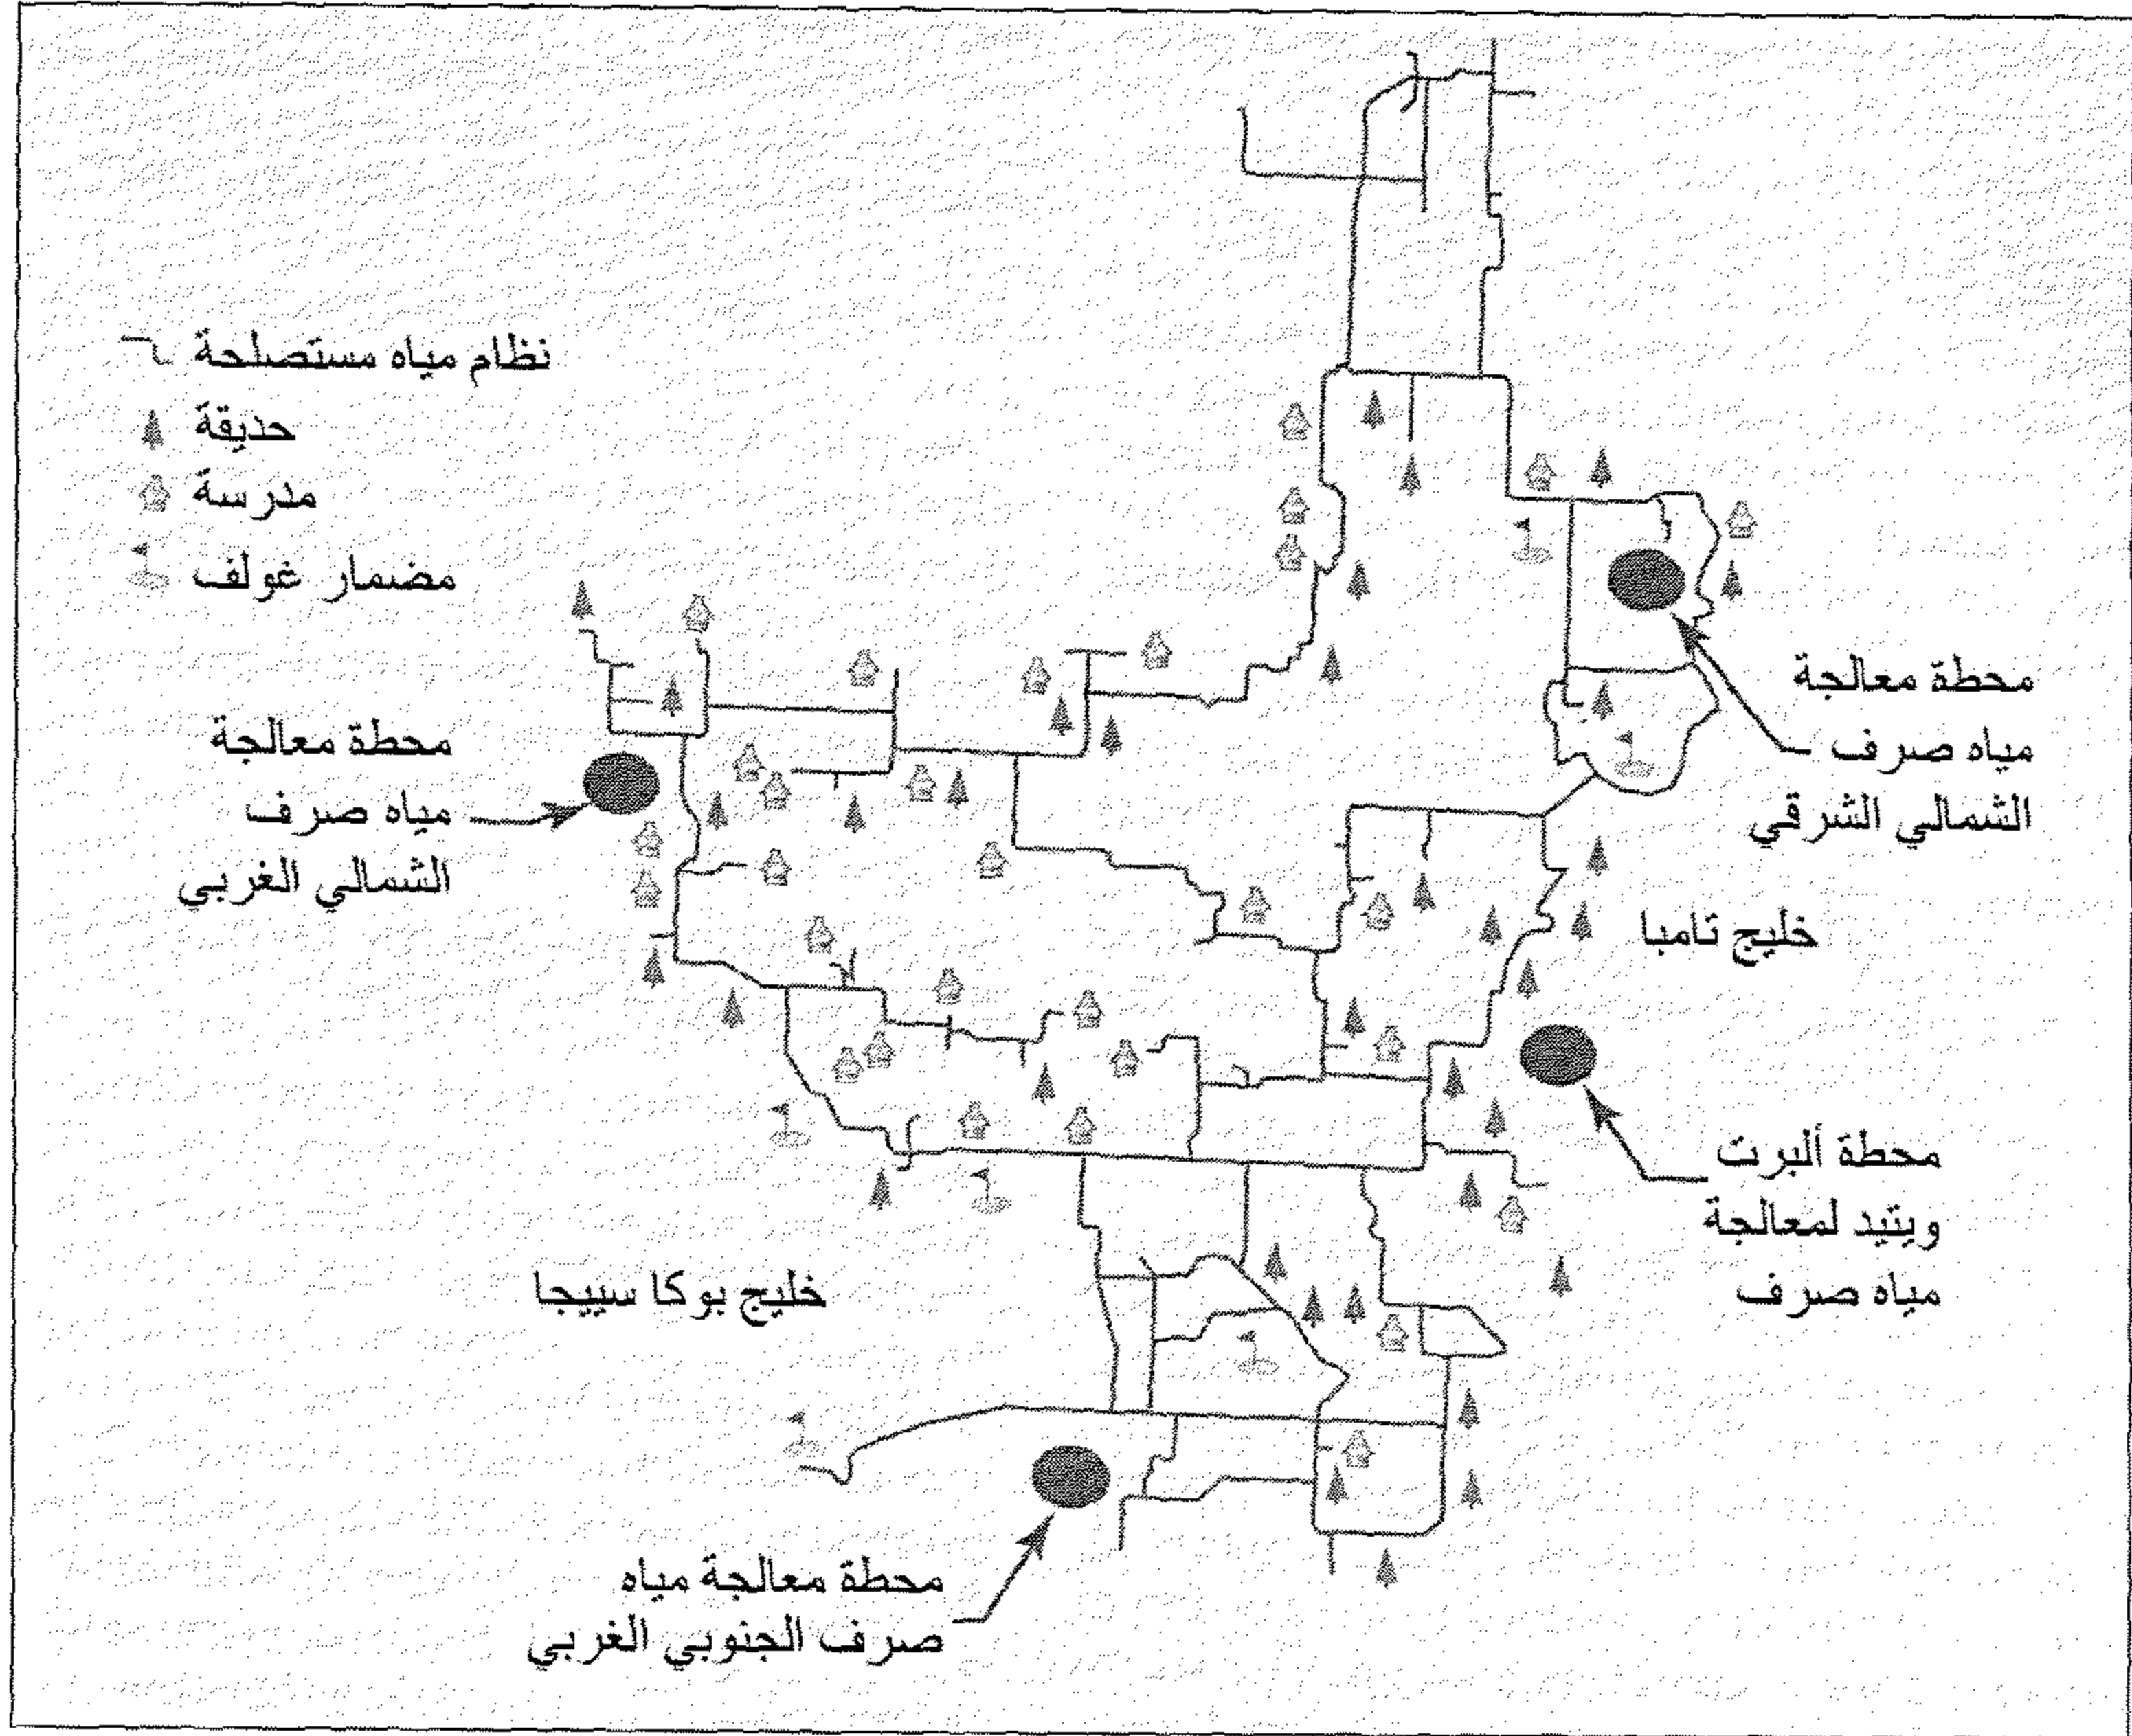 نظام مياه مستصلحة
حديقة
مدرسة
مضمار غولف
محطة معالجة
مياه صرف
الشمالي الغربي
محطة معالجة
مياه صرف
الشمالي الشرقي
خليج تامبا
محطة ألبرت
ويتيد لمعالجة
مياه صرف
خليج بوكا سييجا
محطة معالجة مياه
صرف الجنوبي الغربي